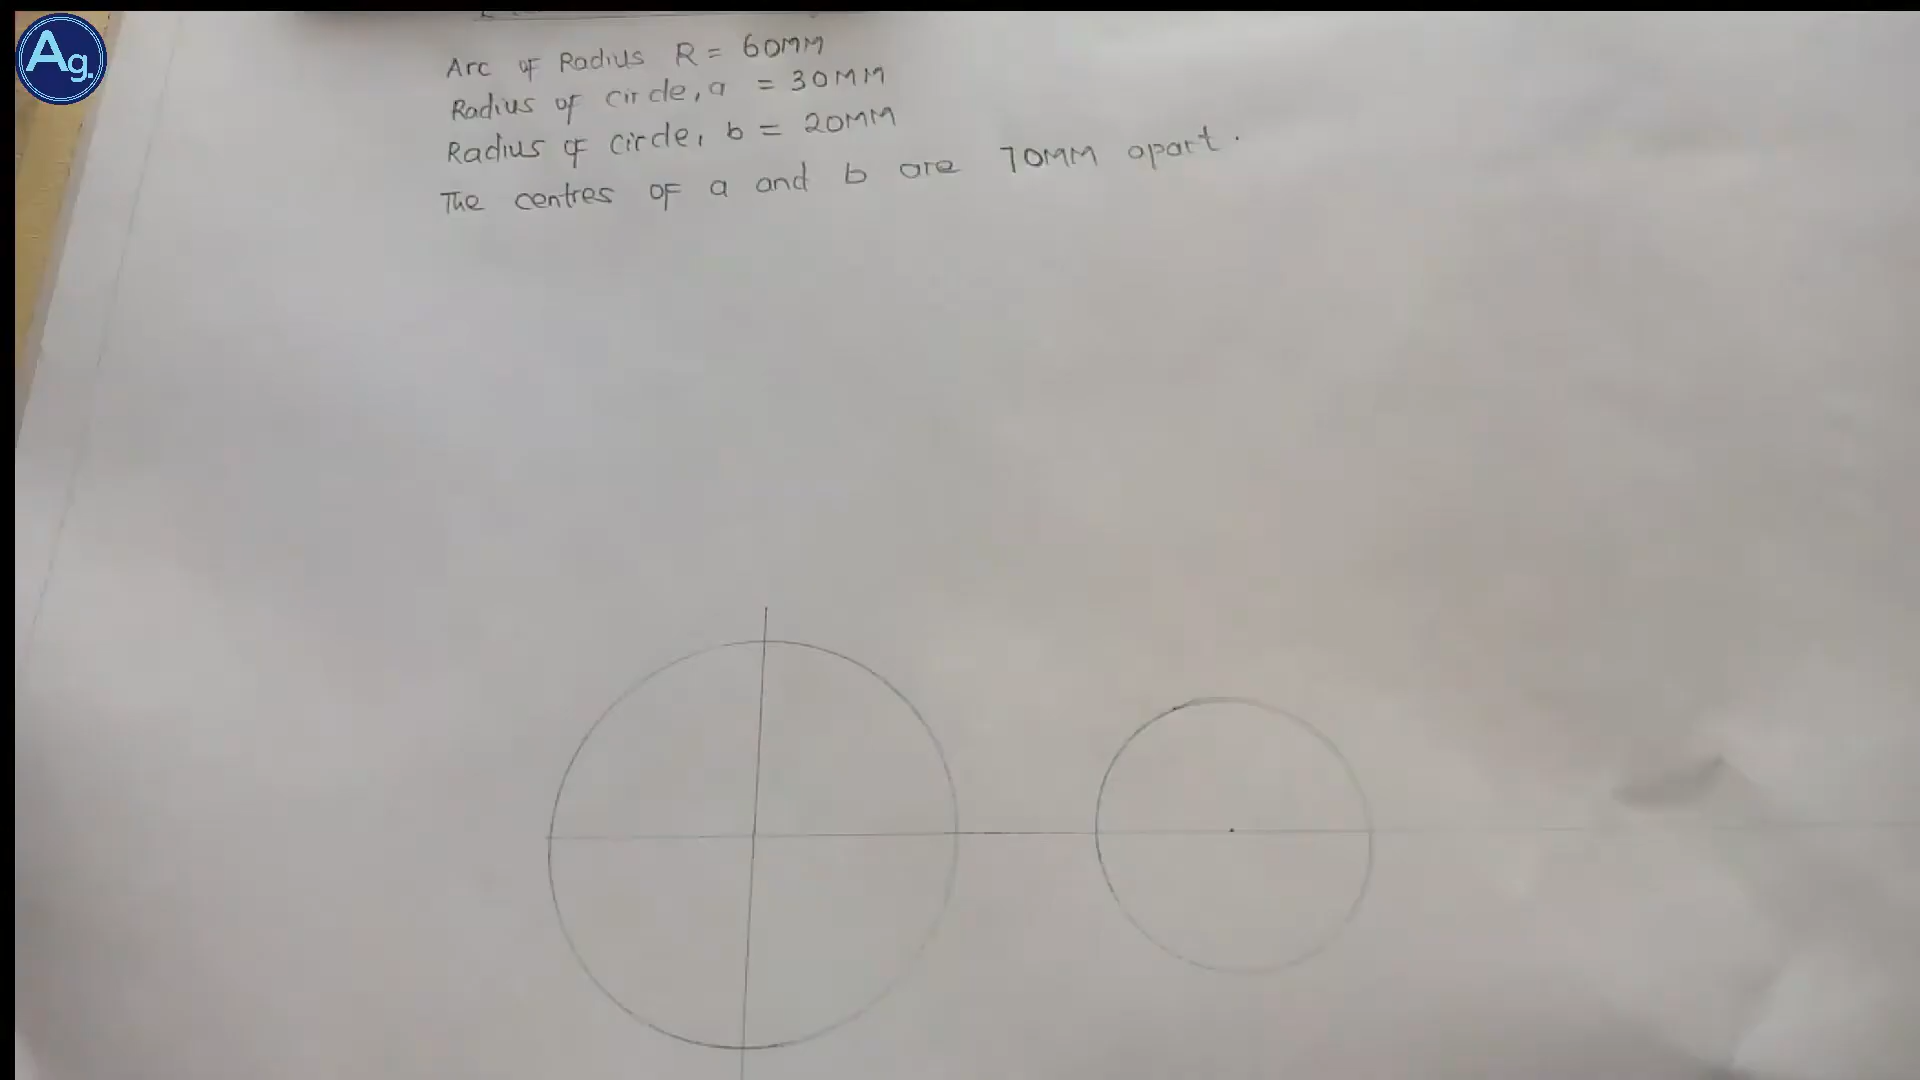 Ag.
Arc of Radius R = 60MM
Radius of circle, a = 30MM
Radius of circle, b = 20MM
The centres of a and b are 70MM apart.